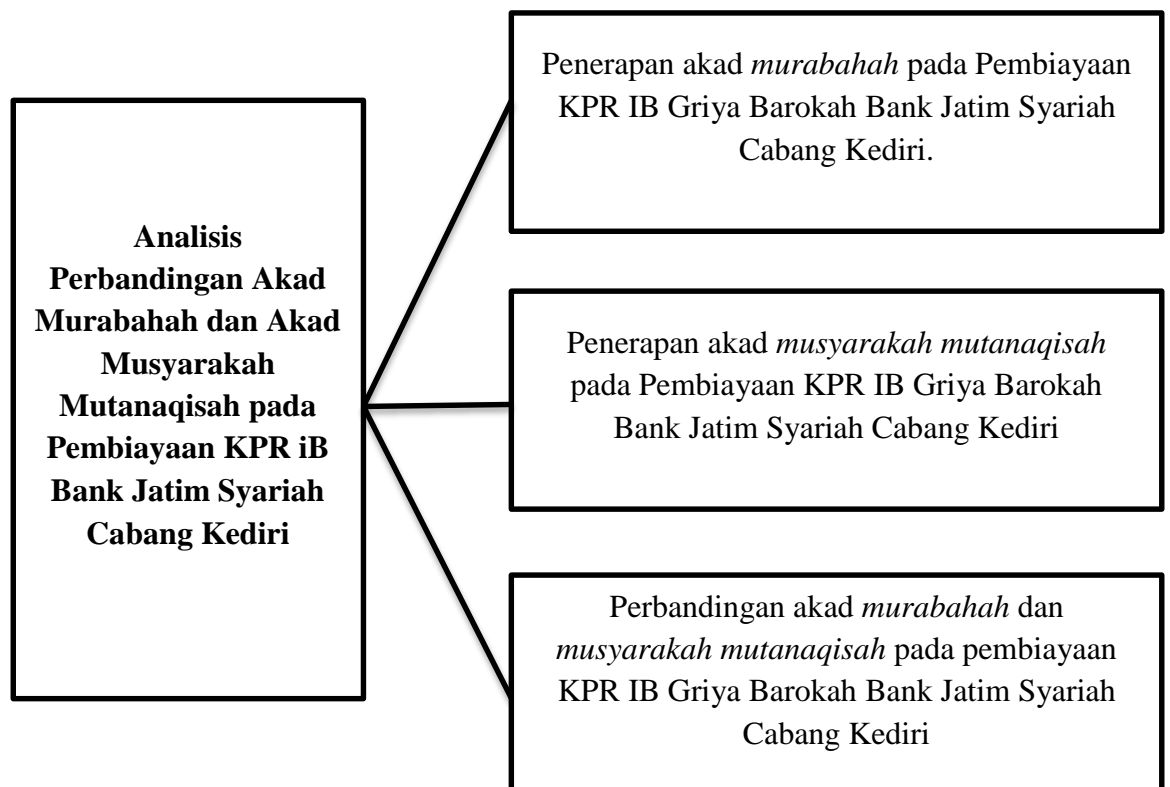 Analisis
Perbandingan Akad
Murabahah dan Akad
Musyarakah
Mutanaqisah pada
Pembiayaan KPR iB
Bank Jatim Syariah
Cabang Kediri
Penerapan akad murabahah pada Pembiayaan
KPR IB Griya Barokah Bank Jatim Syariah
Cabang Kediri.
Penerapan akad musyarakah mutanaqisah
pada Pembiayaan KPR IB Griya Barokah
Bank Jatim Syariah Cabang Kediri
Perbandingan akad murabahah dan
musyarakah mutanaqisah pada pembiayaan
KPR IB Griya Barokah Bank Jatim Syariah
Cabang Kediri